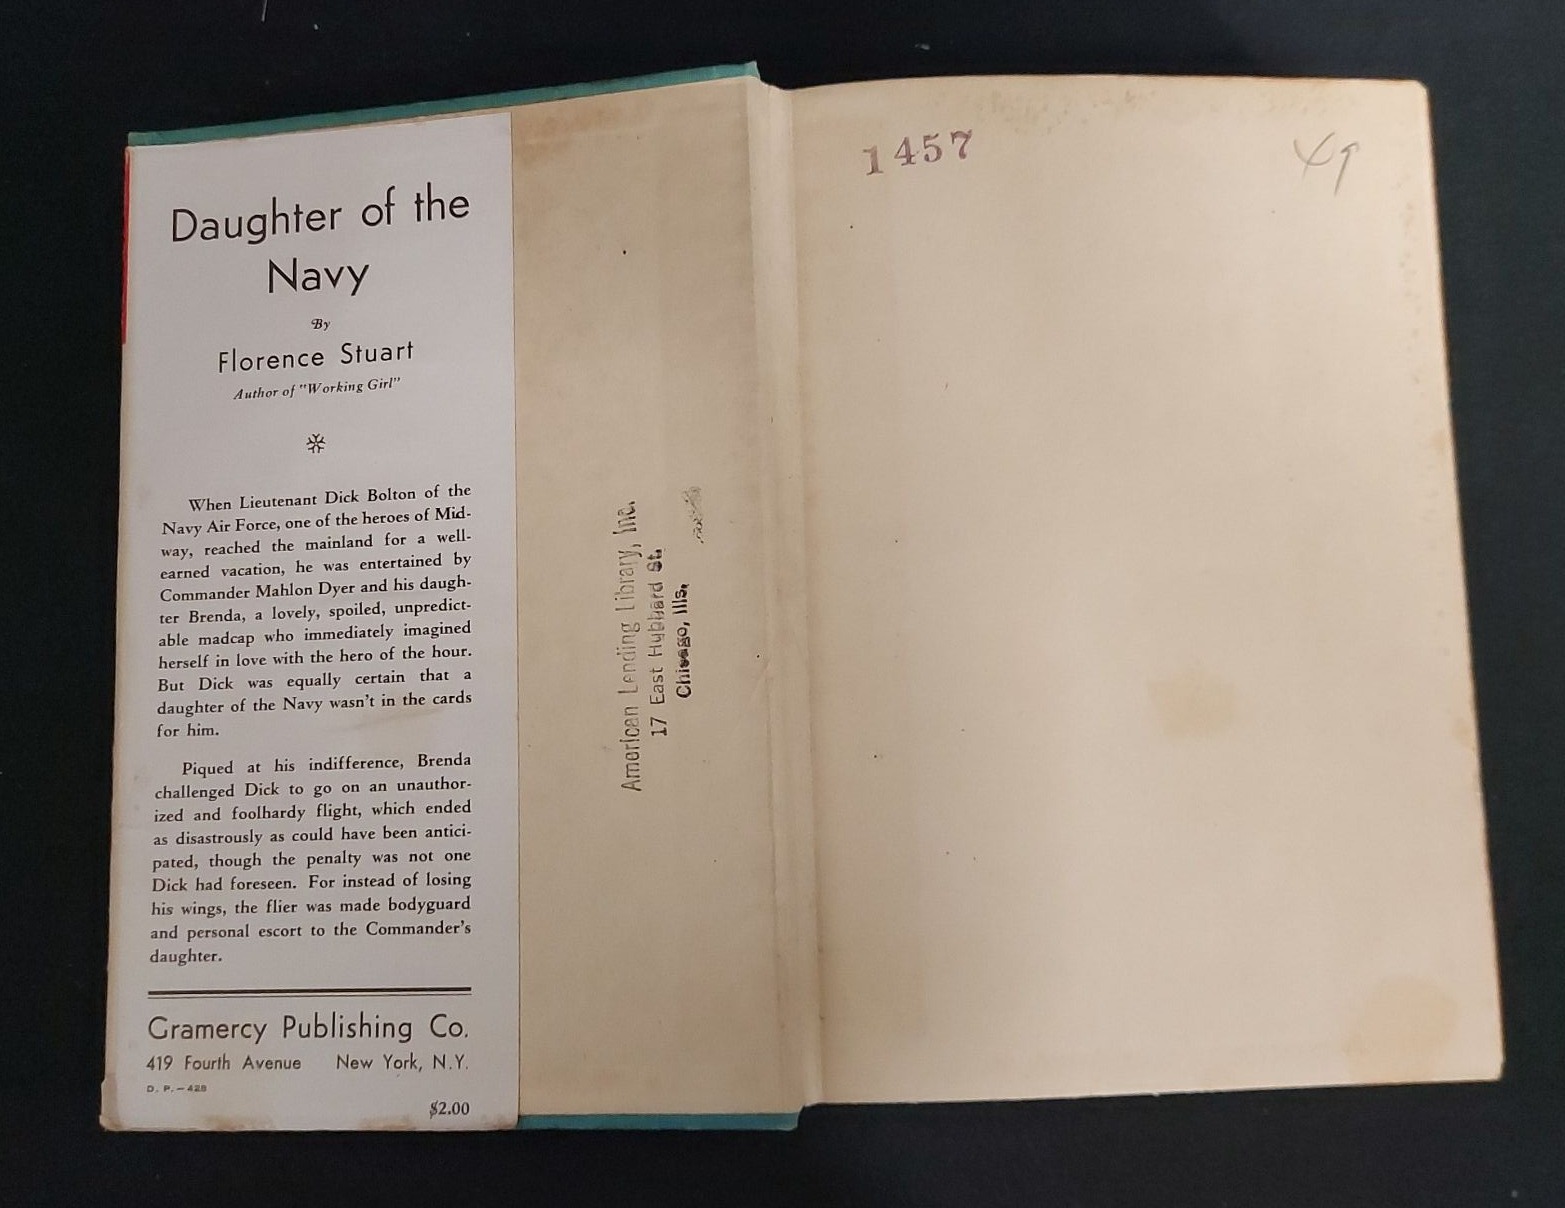 Daughter of the
Navy
By
Florence Stuart
Author of "Working Girl"
When Lieutenant Dick Bolton of the
Navy Air Force, one of the heroes of Mid-
way, reached the mainland for a well-
earned vacation, he was entertained by
Commander Mahlon Dyer and his daugh-
ter Brenda, a lovely, spoiled, unpredict-
able madcap who immediately imagined
herself in love with the hero of the hour.
But Dick was equally certain that a
daughter of the Navy wasn't in the cards
for him.
Piqued at his indifference, Brenda
challenged Dick to go on an unauthor-
ized and foolhardy flight, which ended
as disastrously as could have been antici-
pated, though the penalty was not one
Dick had foreseen. For instead of losing
his wings, the flier was made bodyguard
and personal escort to the Commander's
daughter.
Gramercy Publishing Co.
419 Fourth Avenue New York, N.Y.
D. P.—428
$2.00
American Lending Library, Inc.
17 East Hubbard St.
Chicago, Ills.
1457